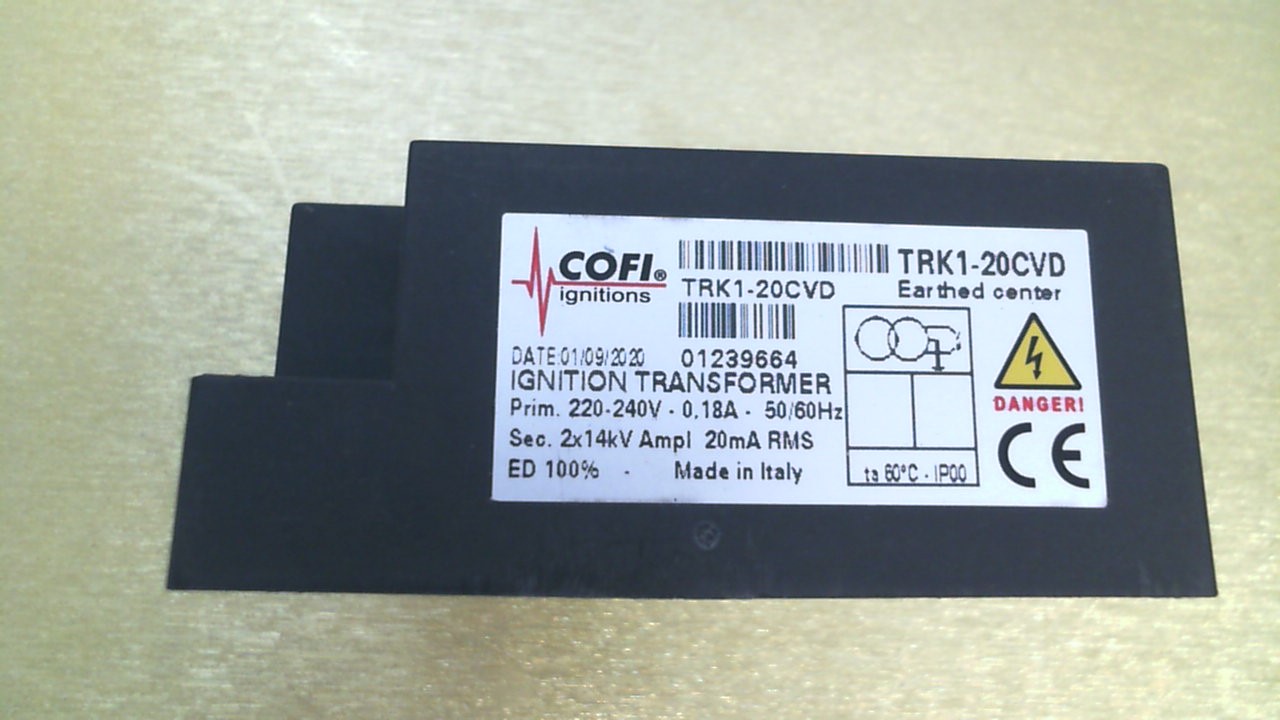 COFI®
ignitions
TRK1-20CVD
TRK1-20CVD
Earthed center
DATE:01/09/2020 01239664
IGNITION TRANSFORMER
Prim. 220-240V - 0,18A - 50/60Hz
Sec. 2x14kV Ampl 20mA RMS
ED 100% - Made in Italy
ta 60°C - IP00
DANGER!
CE